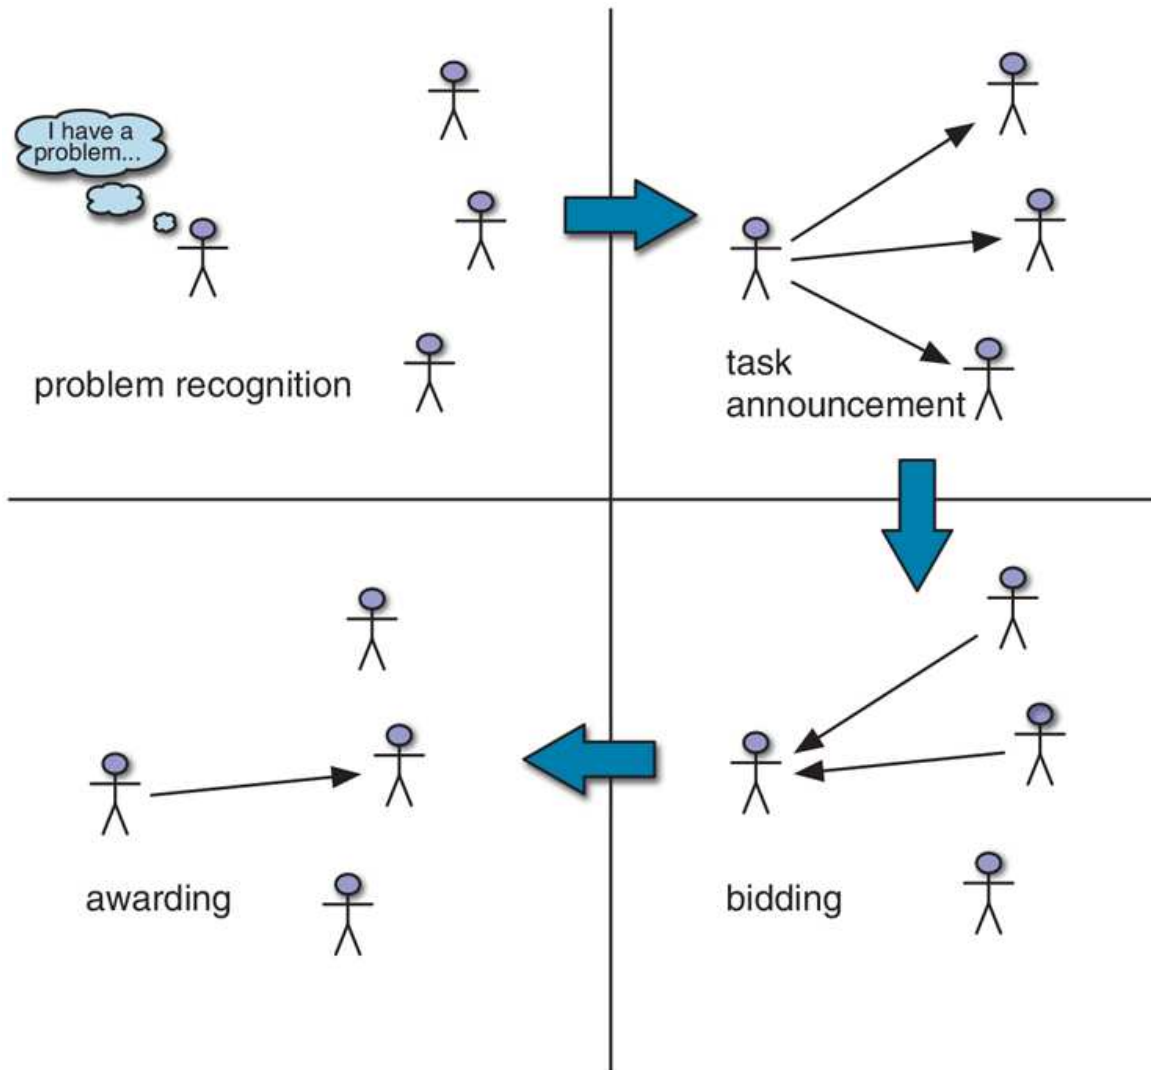 I have a
problem...
problem recognition
task
announcement
bidding
awarding